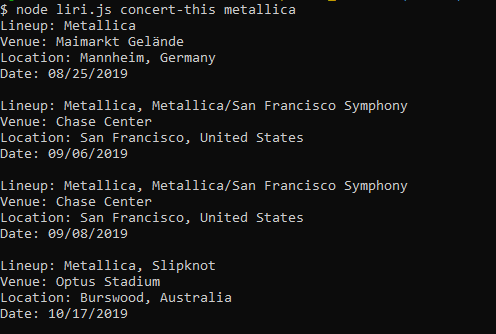 $ node liri.js concert-this metallica
Lineup: Metallica
Venue: Maimarkt Gelände
Location: Mannheim, Germany
Date: 08/25/2019
Lineup: Metallica, Metallica/San Francisco Symphony
Venue: Chase Center
Location: San Francisco, United States
Date: 09/06/2019
Lineup: Metallica, Metallica/San Francisco Symphony
Venue: Chase Center
Location: San Francisco, United States
Date: 09/08/2019
Lineup: Metallica, Slipknot
Venue: Optus Stadium
Location: Burswood, Australia
Date: 10/17/2019